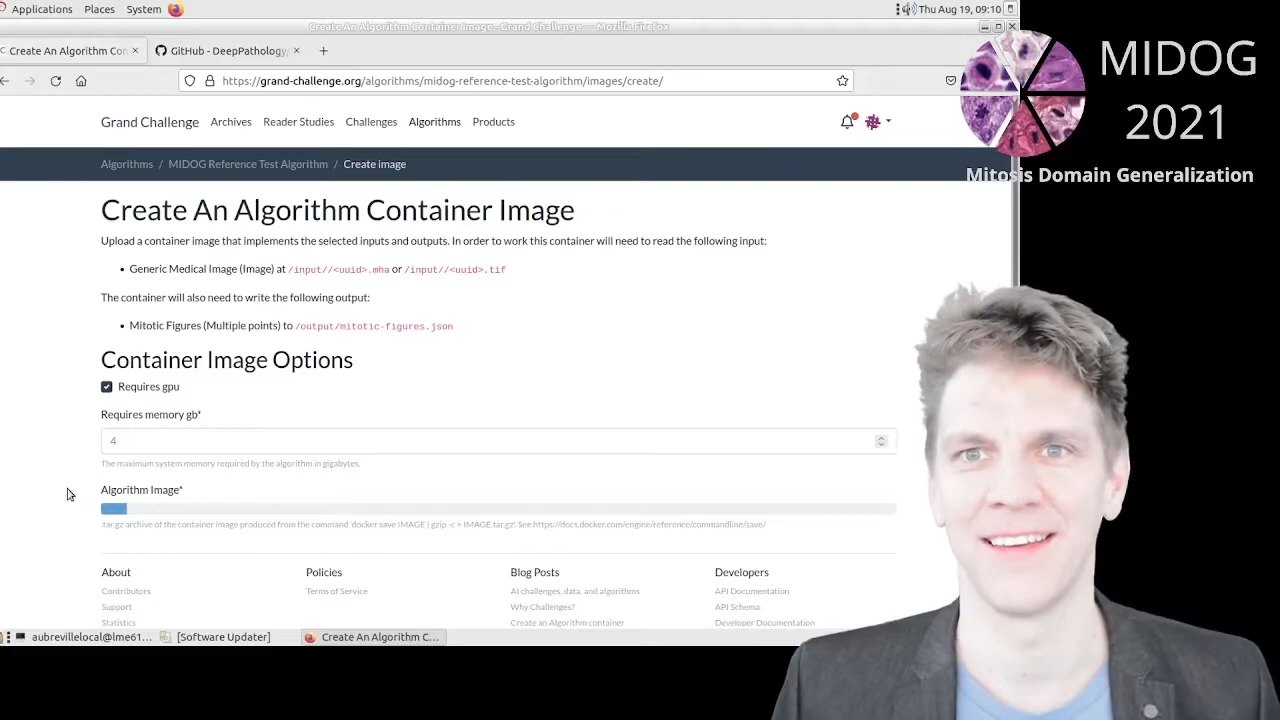 Applications Places System
Thu Aug 19, 09:10
Create An Algorithm Container Image - Grand Challenge — Mozilla Firefox
Create An Algorithm Con
GitHub - DeepPathology/
https://grand-challenge.org/algorithms/midog-reference-test-algorithm/images/create/
MIDOG
2021
Mitosis Domain Generalization
Grand Challenge Archives Reader Studies Challenges Algorithms Products
Algorithms / MIDOG Reference Test Algorithm / Create image
Create An Algorithm Container Image
Upload a container image that implements the selected inputs and outputs. In order to work this container will need to read the following input:
• Generic Medical Image (Image) at /input//<uuid>.mha or /input//<uuid>.tif
The container will also need to write the following output:
• Mitotic Figures (Multiple points) to /output/mitotic-figures.json
Container Image Options
Requires gpu
Requires memory gb*
4
The maximum system memory required by the algorithm in gigabytes.
Algorithm Image*
.tar.gz archive of the container image produced from the command 'docker save IMAGE | gzip -c > IMAGE.tar.gz'. See https://docs.docker.com/engine/reference/commandline/save/
About Policies Blog Posts Developers
Contributors Terms of Service AI challenges, data, and algorithms API Documentation
Support Why Challenges? API Schema
Statistics Create an Algorithm container Developer Documentation
aubrevillelocal@lme61... [Software Updater] Create An Algorithm C...